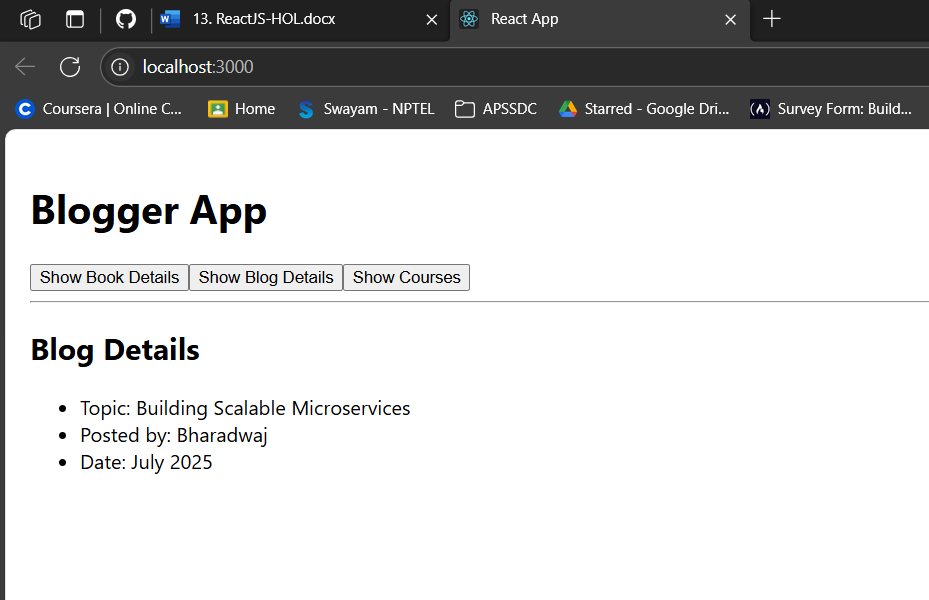 13. ReactJS-HOL.docx React App
localhost:3000
Coursera | Online C... Home Swayam - NPTEL APSSDC Starred - Google Dri... Survey Form: Build...
Blogger App
Show Book Details Show Blog Details Show Courses
Blog Details
Topic: Building Scalable Microservices
Posted by: Bharadwaj
Date: July 2025